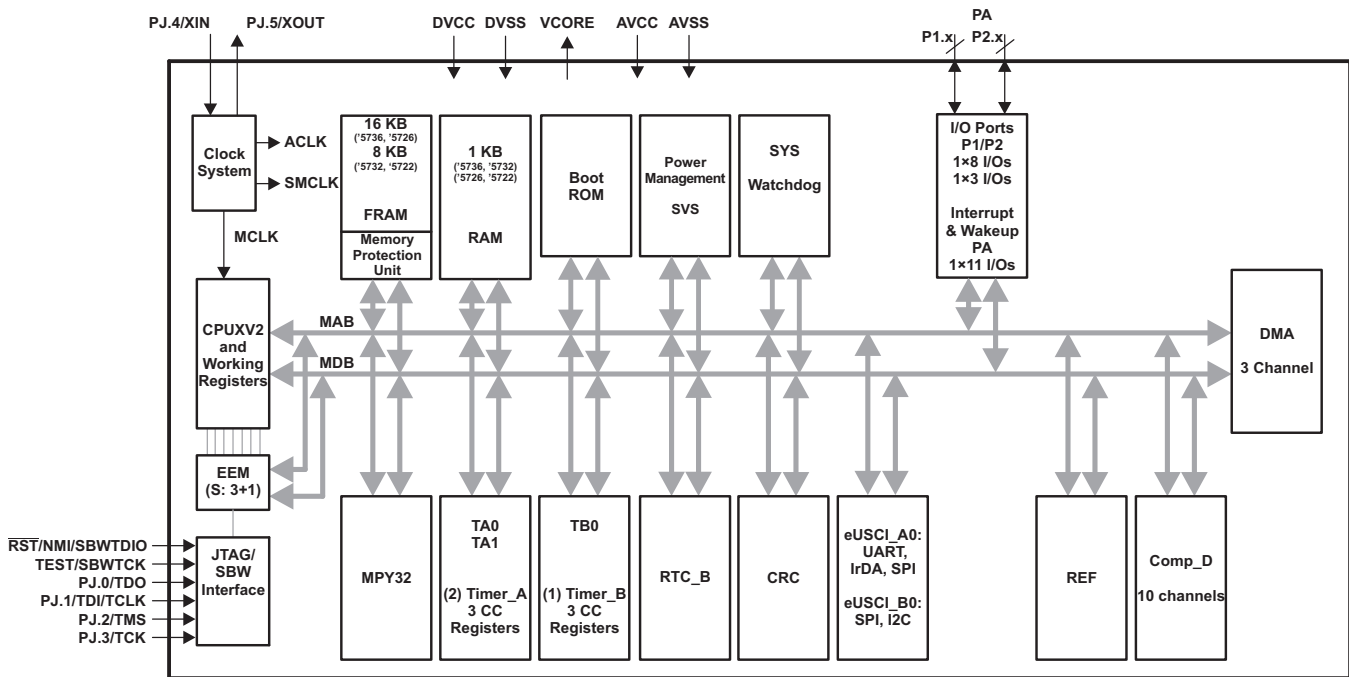 PJ.4/XIN
PJ.5/XOUT
DVCC
DVSS
VCORE
AVCC
AVSS
PA
P1.x
P2.x
Clock
System
ACLK
SMCLK
MCLK
16 KB
('5736, '5726)
8 KB
('5732, '5722)
FRAM
Memory
Protection
Unit
1 KB
('5736, '5732)
('5726, '5722)
RAM
Boot
ROM
Power
Management
SVS
SYS
Watchdog
I/O Ports
P1/P2
1×8 I/Os
1×3 I/Os
Interrupt
& Wakeup
PA
1×11 I/Os
CPUXV2
and
Working
Registers
MAB
MDB
DMA
3 Channel
EEM
(S: 3+1)
RST/NMI/SBWTDIO
TEST/SBWTCK
PJ.0/TDO
PJ.1/TDI/TCLK
PJ.2/TMS
PJ.3/TCK
JTAG/
SBW
Interface
MPY32
TA0
TA1
(2) Timer_A
3 CC
Registers
TB0
(1) Timer_B
3 CC
Registers
RTC_B
CRC
eUSCI_A0:
UART,
IrDA, SPI
eUSCI_B0:
SPI, I2C
REF
Comp_D
10 channels